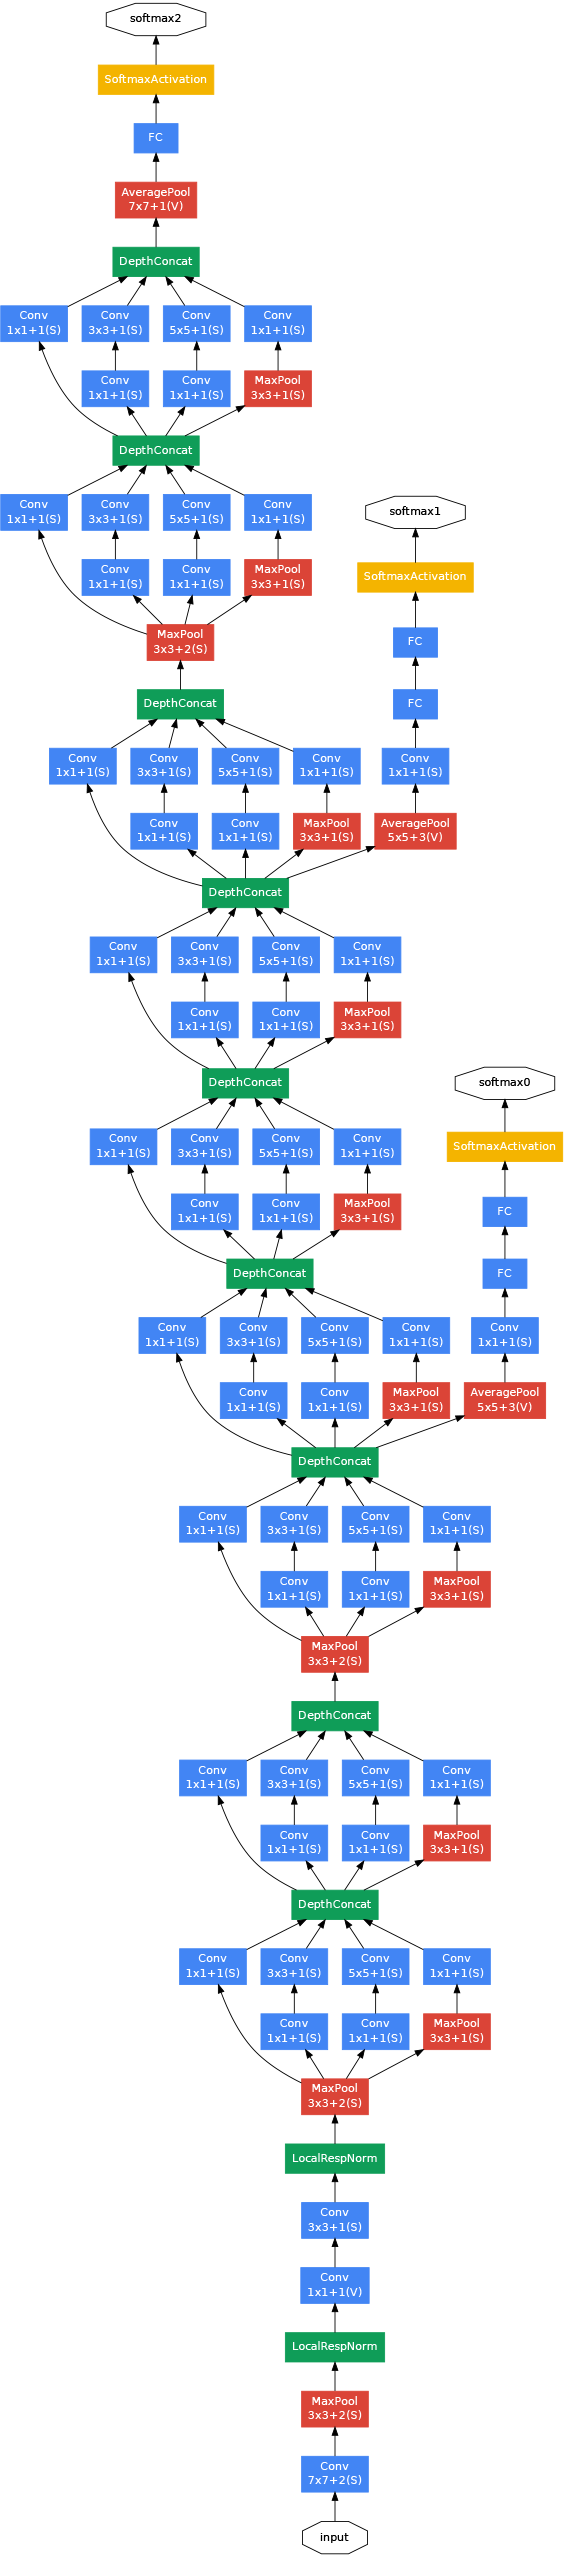 softmax2
SoftmaxActivation
FC
AveragePool
7x7+1(V)
DepthConcat
Conv Conv Conv Conv
1x1+1(S) 3x3+1(S) 5x5+1(S) 1x1+1(S)
Conv Conv MaxPool
1x1+1(S) 1x1+1(S) 3x3+1(S)
DepthConcat
Conv Conv Conv Conv
1x1+1(S) 3x3+1(S) 5x5+1(S) 1x1+1(S)
softmax1
Conv Conv MaxPool
1x1+1(S) 1x1+1(S) 3x3+1(S)
SoftmaxActivation
MaxPool
3x3+2(S)
FC
DepthConcat
FC
Conv Conv Conv Conv Conv
1x1+1(S) 3x3+1(S) 5x5+1(S) 1x1+1(S) 1x1+1(S)
Conv Conv MaxPool AveragePool
1x1+1(S) 1x1+1(S) 3x3+1(S) 5x5+3(V)
DepthConcat
Conv Conv Conv Conv
1x1+1(S) 3x3+1(S) 5x5+1(S) 1x1+1(S)
Conv Conv MaxPool
1x1+1(S) 1x1+1(S) 3x3+1(S)
DepthConcat
softmax0
Conv Conv Conv Conv
1x1+1(S) 3x3+1(S) 5x5+1(S) 1x1+1(S)
SoftmaxActivation
Conv Conv MaxPool
1x1+1(S) 1x1+1(S) 3x3+1(S)
FC
DepthConcat
FC
Conv Conv Conv Conv Conv
1x1+1(S) 3x3+1(S) 5x5+1(S) 1x1+1(S) 1x1+1(S)
Conv Conv MaxPool AveragePool
1x1+1(S) 1x1+1(S) 3x3+1(S) 5x5+3(V)
DepthConcat
Conv Conv Conv Conv
1x1+1(S) 3x3+1(S) 5x5+1(S) 1x1+1(S)
Conv Conv MaxPool
1x1+1(S) 1x1+1(S) 3x3+1(S)
MaxPool
3x3+2(S)
DepthConcat
Conv Conv Conv Conv
1x1+1(S) 3x3+1(S) 5x5+1(S) 1x1+1(S)
Conv Conv MaxPool
1x1+1(S) 1x1+1(S) 3x3+1(S)
DepthConcat
Conv Conv Conv Conv
1x1+1(S) 3x3+1(S) 5x5+1(S) 1x1+1(S)
Conv Conv MaxPool
1x1+1(S) 1x1+1(S) 3x3+1(S)
MaxPool
3x3+2(S)
LocalRespNorm
Conv
3x3+1(S)
Conv
1x1+1(V)
LocalRespNorm
MaxPool
3x3+2(S)
Conv
7x7+2(S)
input